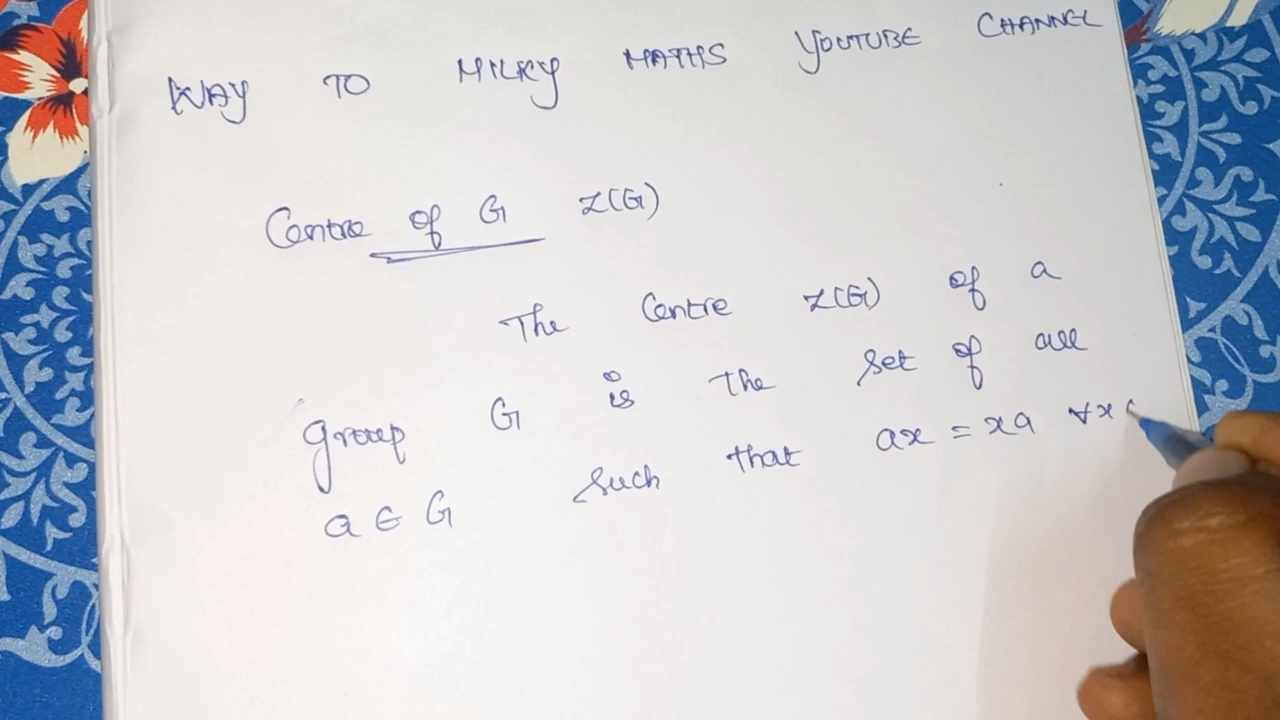 WAY TO MILKY MATHS YOUTUBE CHANNEL
Centre of G Z(G)
The Centre Z(G) of a
group G is the set of all
a ∈ G such that ax = xa ∀x